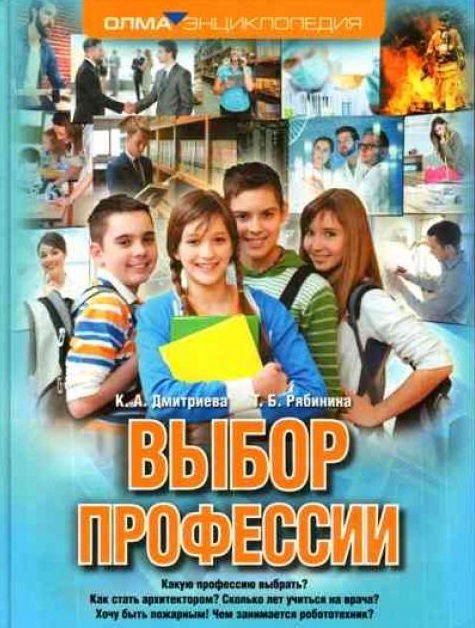 ОЛМА ЭНЦИКЛОПЕДИЯ
К. А. Дмитриева Т. Б. Рябинина
ВЫБОР
ПРОФЕССИИ
Какую профессию выбрать?
Как стать архитектором? Сколько лет учиться на врача?
Хочу быть пожарным! Чем занимается робототехник?